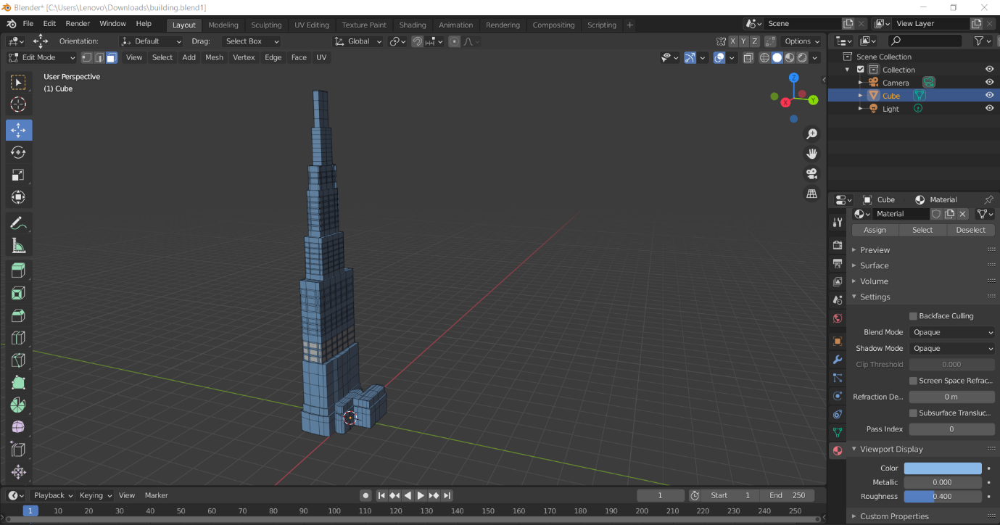 Blender* [C:\Users\Lenovo\Downloads\building.blend1]
File Edit Render Window Help Layout Modeling Sculpting UV Editing Texture Paint Shading Animation Rendering Compositing Scripting + Scene View Layer
Orientation: Default Drag: Select Box Global X Y Z Options
Edit Mode View Select Add Mesh Vertex Edge Face UV
User Perspective
(1) Cube
Z
Y
X
Scene Collection
Collection
Camera
Cube
Light
Cube Material
Material
Assign Select Deselect
Preview
Surface
Volume
Settings
Backface Culling
Blend Mode Opaque
Shadow Mode Opaque
Clip Threshold 0.000
Screen Space Refrac...
Refraction De... 0 m
Subsurface Transluc...
Pass Index 0
Viewport Display
Color
Metallic 0.000
Roughness 0.400
Custom Properties
Playback Keying View Marker 1 Start 1 End 250
1 10 20 30 40 50 60 70 80 90 100 110 120 130 140 150 160 170 180 190 200 210 220 230 240 250